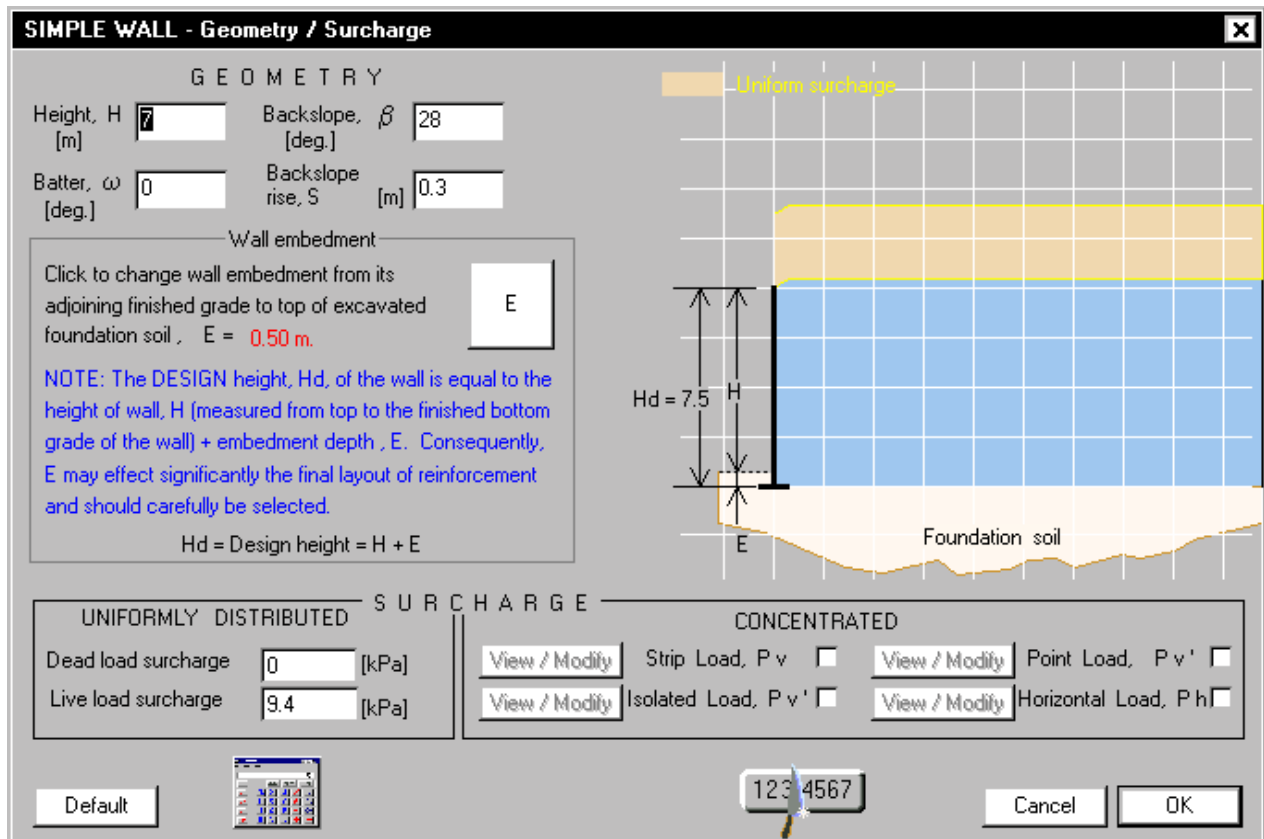 SIMPLE WALL - Geometry / Surcharge
G E O M E T R Y
Height, H
[m]
7
Backslope, β
[deg.]
28
Batter, ω
[deg.]
0
Backslope
rise, S [m]
0.3
Wall embedment
Click to change wall embedment from its
adjoining finished grade to top of excavated
foundation soil , E = 0.50 m.
E
NOTE: The DESIGN height, Hd, of the wall is equal to the
height of wall, H (measured from top to the finished bottom
grade of the wall) + embedment depth , E. Consequently,
E may effect significantly the final layout of reinforcement
and should carefully be selected.
Hd = Design height = H + E
Uniform surcharge
Hd = 7.5 H
E
Foundation soil
S U R C H A R G E
UNIFORMLY DISTRIBUTED
Dead load surcharge 0 [kPa]
Live load surcharge 9.4 [kPa]
CONCENTRATED
View / Modify Strip Load, P v View / Modify Point Load, P v '
View / Modify Isolated Load, P v ' View / Modify Horizontal Load, P h
Default
123 4567
Cancel
OK